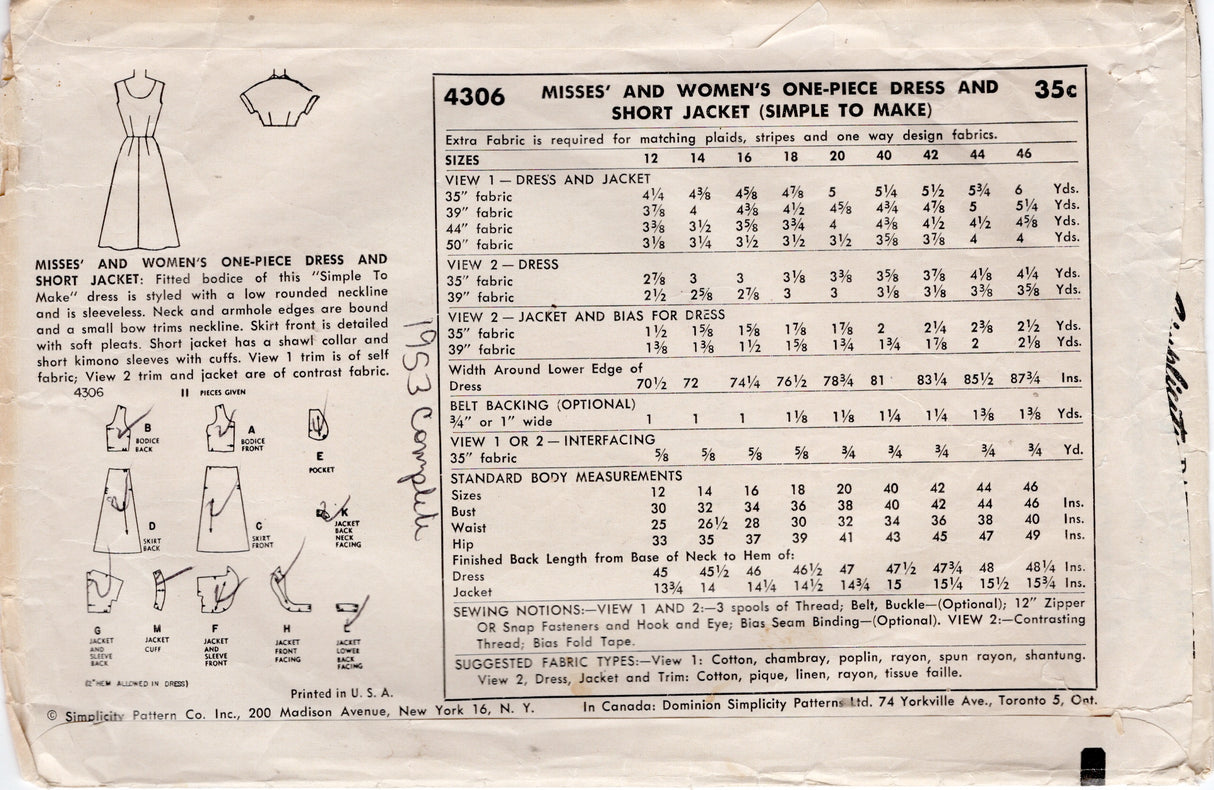 MISSES' AND WOMEN'S ONE-PIECE DRESS AND
SHORT JACKET: Fitted bodice of this "Simple To
Make" dress is styled with a low rounded neckline
and is sleeveless. Neck and armhole edges are bound
and a small bow trims neckline. Skirt front is detailed
with soft pleats. Short jacket has a shawl collar and
short kimono sleeves with cuffs. View 1 trim is of self
fabric; View 2 trim and jacket are of contrast fabric.
4306 11 PIECES GIVEN
B
BODICE
BACK
A
BODICE
FRONT
E
POCKET
D
SKIRT
BACK
C
SKIRT
FRONT
K
JACKET
BACK
NECK
FACING
G
JACKET
AND
SLEEVE
BACK
M
JACKET
CUFF
F
JACKET
AND
SLEEVE
FRONT
H
JACKET
FRONT
FACING
L
JACKET
LOWER
BACK
FACING
(2" HEM ALLOWED IN DRESS)
Printed in U. S. A.
1953 Complete
4306 MISSES' AND WOMEN'S ONE-PIECE DRESS AND 35c
SHORT JACKET (SIMPLE TO MAKE)
Extra Fabric is required for matching plaids, stripes and one way design fabrics.
SIZES 12 14 16 18 20 40 42 44 46
VIEW 1 — DRESS AND JACKET
35" fabric 4¼ 4⅜ 4⅝ 4⅞ 5 5¼ 5½ 5¾ 6 Yds.
39" fabric 3⅞ 4 4⅜ 4½ 4⅝ 4¾ 4⅞ 5 5¼ Yds.
44" fabric 3⅜ 3½ 3⅝ 3¾ 4 4⅜ 4½ 4½ 4⅝ Yds.
50" fabric 3⅛ 3¼ 3½ 3½ 3½ 3⅝ 3⅞ 4 4 Yds.
VIEW 2 — DRESS
35" fabric 2⅞ 3 3 3⅛ 3⅜ 3⅝ 3⅞ 4⅛ 4¼ Yds.
39" fabric 2½ 2⅝ 2⅞ 3 3 3⅛ 3⅛ 3⅜ 3⅝ Yds.
VIEW 2 — JACKET AND BIAS FOR DRESS
35" fabric 1½ 1⅝ 1⅝ 1⅞ 1⅞ 2 2¼ 2⅜ 2½ Yds.
39" fabric 1⅜ 1⅜ 1½ 1⅝ 1¾ 1¾ 1⅞ 2 2⅛ Yds.
Width Around Lower Edge of
Dress 70½ 72 74¼ 76½ 78¾ 81 83¼ 85½ 87¾ Ins.
BELT BACKING (OPTIONAL)
¾" or 1" wide 1 1 1 1⅛ 1⅛ 1¼ 1¼ 1⅜ 1⅜ Yds.
VIEW 1 OR 2 — INTERFACING
35" fabric ⅝ ⅝ ⅝ ⅝ ¾ ¾ ¾ ¾ ¾ Yd.
STANDARD BODY MEASUREMENTS
Sizes 12 14 16 18 20 40 42 44 46
Bust 30 32 34 36 38 40 42 44 46 Ins.
Waist 25 26½ 28 30 32 34 36 38 40 Ins.
Hip 33 35 37 39 41 43 45 47 49 Ins.
Finished Back Length from Base of Neck to Hem of:
Dress 45 45½ 46 46½ 47 47½ 47¾ 48 48¼ Ins.
Jacket 13¾ 14 14¼ 14½ 14¾ 15 15¼ 15½ 15¾ Ins.
SEWING NOTIONS:—VIEW 1 AND 2:—3 spools of Thread; Belt, Buckle—(Optional); 12" Zipper
OR Snap Fasteners and Hook and Eye; Bias Seam Binding—(Optional). VIEW 2:—Contrasting
Thread; Bias Fold Tape.
SUGGESTED FABRIC TYPES:—View 1: Cotton, chambray, poplin, rayon, spun rayon, shantung.
View 2, Dress, Jacket and Trim: Cotton, pique, linen, rayon, tissue faille.
© Simplicity Pattern Co. Inc., 200 Madison Avenue, New York 16, N. Y. In Canada: Dominion Simplicity Patterns Ltd. 74 Yorkville Ave., Toronto 5, Ont.